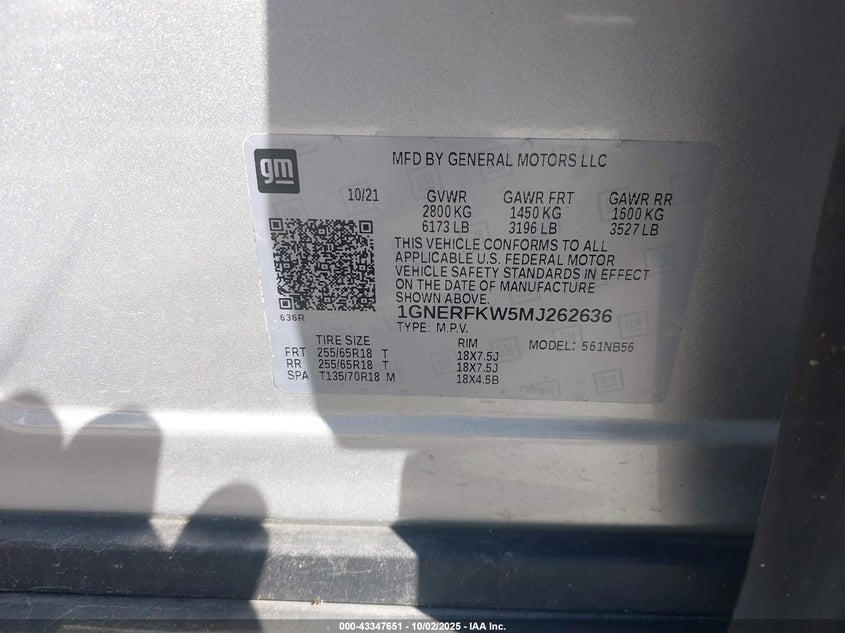 gm
MFD BY GENERAL MOTORS LLC
10/21 GVWR GAWR FRT GAWR RR
2800 KG 1450 KG 1600 KG
6173 LB 3196 LB 3527 LB
THIS VEHICLE CONFORMS TO ALL
APPLICABLE U.S. FEDERAL MOTOR
VEHICLE SAFETY STANDARDS IN EFFECT
ON THE DATE OF MANUFACTURE
SHOWN ABOVE.
636R
1GNERFKW5MJ262636
TYPE: M.P.V.
TIRE SIZE RIM MODEL: 561NB56
FRT 255/65R18 T 18X7.5J
RR 255/65R18 T 18X7.5J
SPA T135/70R18 M 18X4.5B
000-43347651 - 10/02/2025 - IAA Inc.